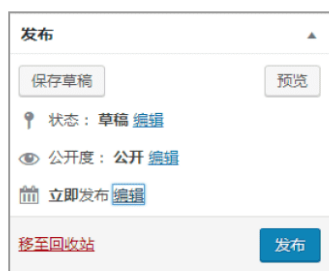 发布
保存草稿 预览
状态：草稿 编辑
公开度：公开 编辑
立即发布 编辑
移至回收站 发布